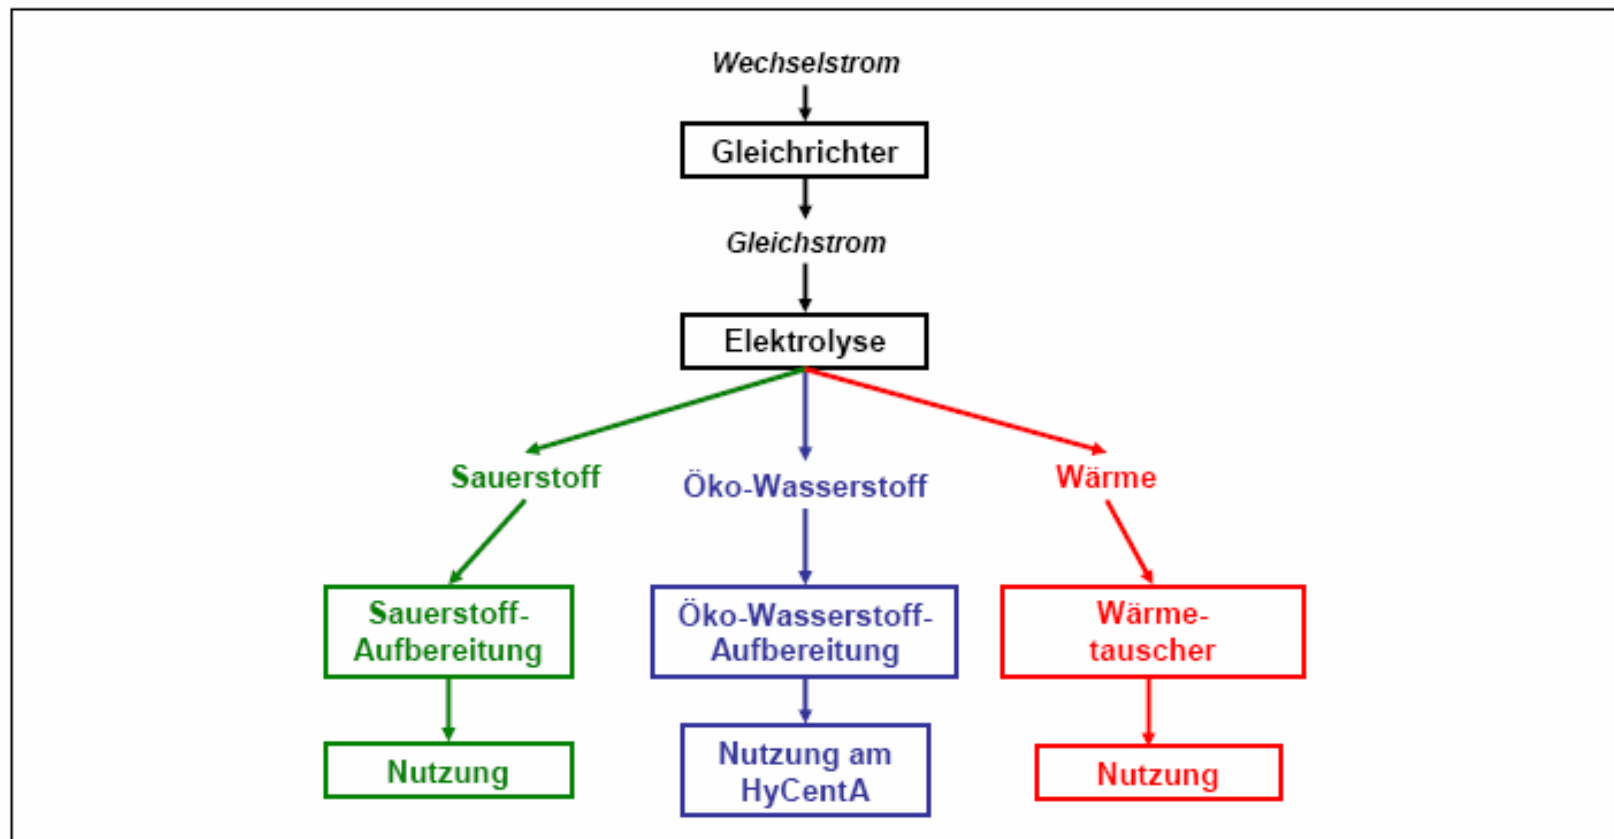 Wechselstrom
Gleichrichter
Gleichstrom
Elektrolyse
Sauerstoff
Öko-Wasserstoff
Wärme
Sauerstoff-
Aufbereitung
Öko-Wasserstoff-
Aufbereitung
Wärme-
tauscher
Nutzung
Nutzung am
HyCentA
Nutzung